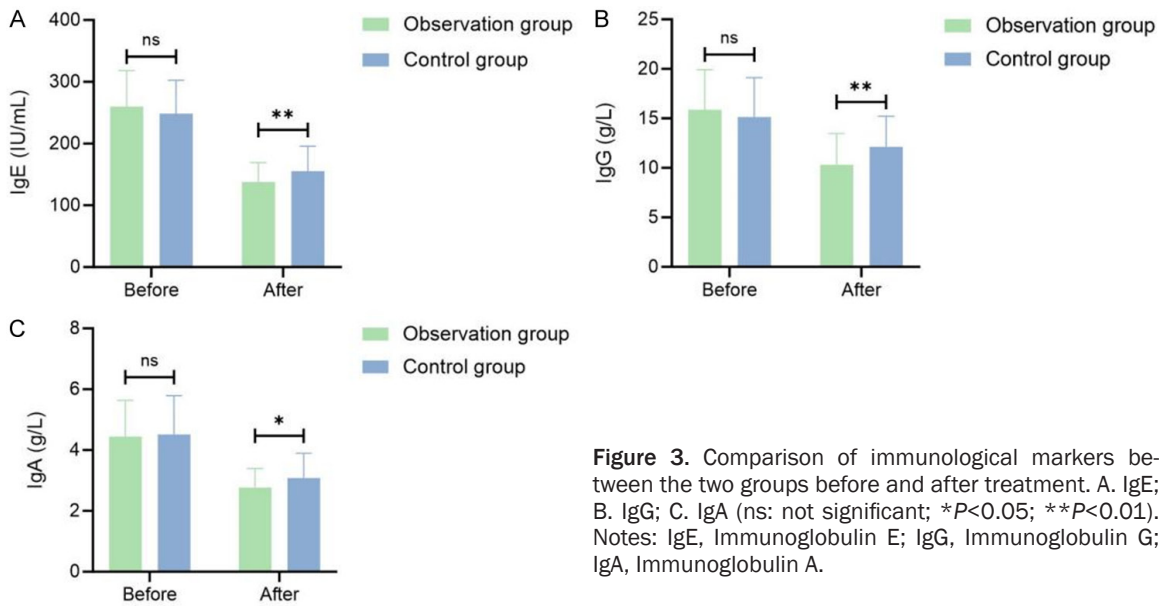 A
400
300
200
100
0
IgE (IU/mL)
ns
**
Before
After
Observation group
Control group
B
25
20
15
10
5
0
IgG (g/L)
ns
**
Before
After
Observation group
Control group
C
8
6
4
2
0
IgA (g/L)
ns
*
Before
After
Observation group
Control group
Figure 3. Comparison of immunological markers be-
tween the two groups before and after treatment. A. IgE;
B. IgG; C. IgA (ns: not significant; *P<0.05; **P<0.01).
Notes: IgE, Immunoglobulin E; IgG, Immunoglobulin G;
IgA, Immunoglobulin A.